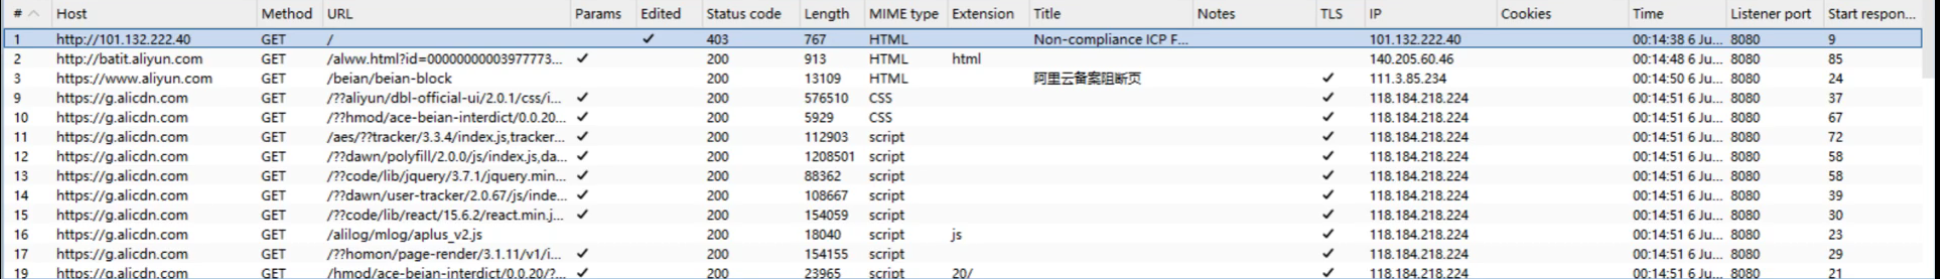 # Host Method URL Params Edited Status code Length MIME type Extension Title Notes TLS IP Cookies Time Listener port Start respon...
1 http://101.132.222.40 GET / ✓ 403 767 HTML Non-compliance ICP F... 101.132.222.40 00:14:38 6 Ju... 8080 9
2 http://batit.aliyun.com GET /alww.html?id=00000000003977773... ✓ 200 913 HTML html 140.205.60.46 00:14:48 6 Ju... 8080 85
3 https://www.aliyun.com GET /beian/beian-block 200 13109 HTML 阿里云备案阻断页 ✓ 111.3.85.234 00:14:50 6 Ju... 8080 24
9 https://g.alicdn.com GET /??aliyun/dbl-official-ui/2.0.1/css/i... ✓ 200 576510 CSS ✓ 118.184.218.224 00:14:51 6 Ju... 8080 37
10 https://g.alicdn.com GET /??hmod/ace-beian-interdict/0.0.20... ✓ 200 5929 CSS ✓ 118.184.218.224 00:14:51 6 Ju... 8080 67
11 https://g.alicdn.com GET /aes/??tracker/3.3.4/index.js,tracker... ✓ 200 112903 script ✓ 118.184.218.224 00:14:51 6 Ju... 8080 72
12 https://g.alicdn.com GET /??dawn/polyfill/2.0.0/js/index.js,da... ✓ 200 1208501 script ✓ 118.184.218.224 00:14:51 6 Ju... 8080 58
13 https://g.alicdn.com GET /??code/lib/jquery/3.7.1/jquery.min... ✓ 200 88362 script ✓ 118.184.218.224 00:14:51 6 Ju... 8080 58
14 https://g.alicdn.com GET /??dawn/user-tracker/2.0.67/js/inde... ✓ 200 108667 script ✓ 118.184.218.224 00:14:51 6 Ju... 8080 39
15 https://g.alicdn.com GET /??code/lib/react/15.6.2/react.min.j... ✓ 200 154059 script ✓ 118.184.218.224 00:14:51 6 Ju... 8080 30
16 https://g.alicdn.com GET /alilog/mlog/aplus_v2.js 200 18040 script js ✓ 118.184.218.224 00:14:51 6 Ju... 8080 23
17 https://g.alicdn.com GET /??homon/page-render/3.1.11/v1/i... ✓ 200 154155 script ✓ 118.184.218.224 00:14:51 6 Ju... 8080 29
19 https://g.alicdn.com GET /hmod/ace-beian-interdict/0.0.20/?... ✓ 200 23965 script 20/ ✓ 118.184.218.224 00:14:51 6 Ju... 8080 21